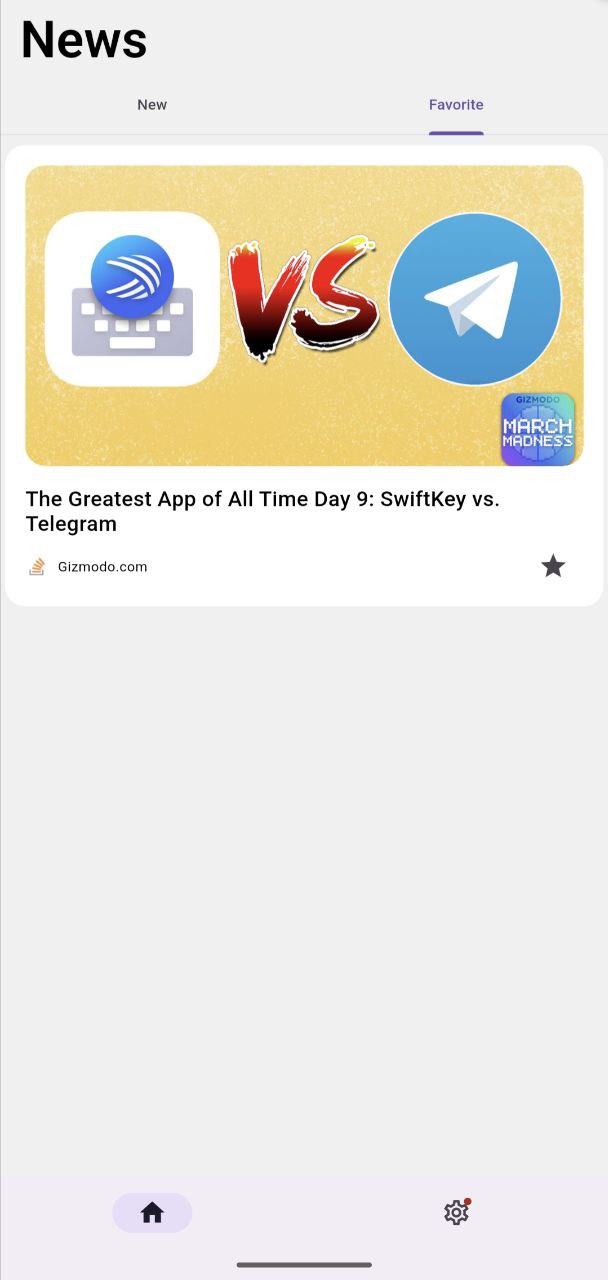 News
New
Favorite
VS
GIZMODO
MARCH
MADNESS
The Greatest App of All Time Day 9: SwiftKey vs.
Telegram
Gizmodo.com